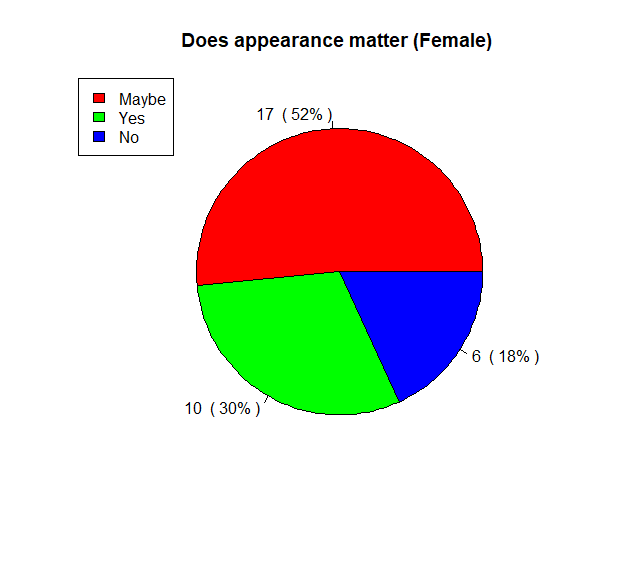 Does appearance matter (Female)
Maybe
Yes
No
17 ( 52% )
10 ( 30% )
6 ( 18% )